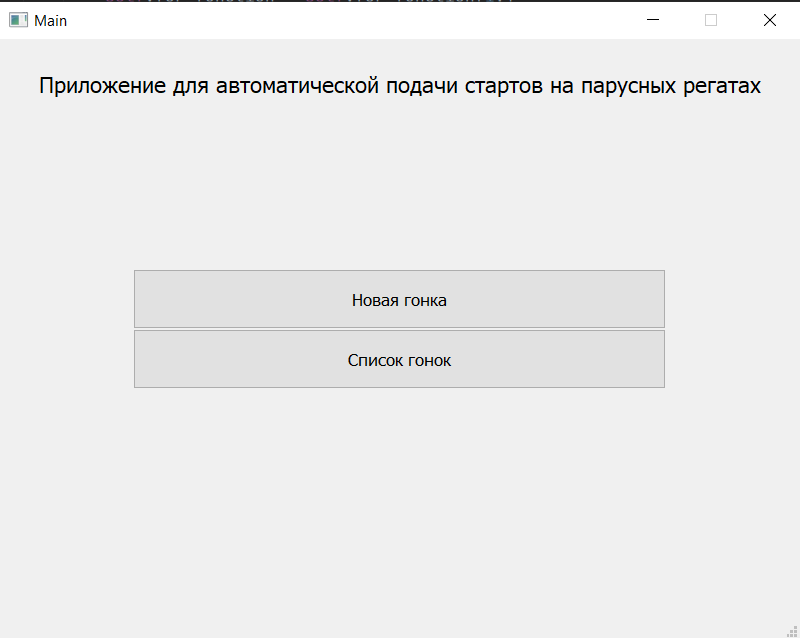 Main
Приложение для автоматической подачи стартов на парусных регатах
Новая гонка
Список гонок